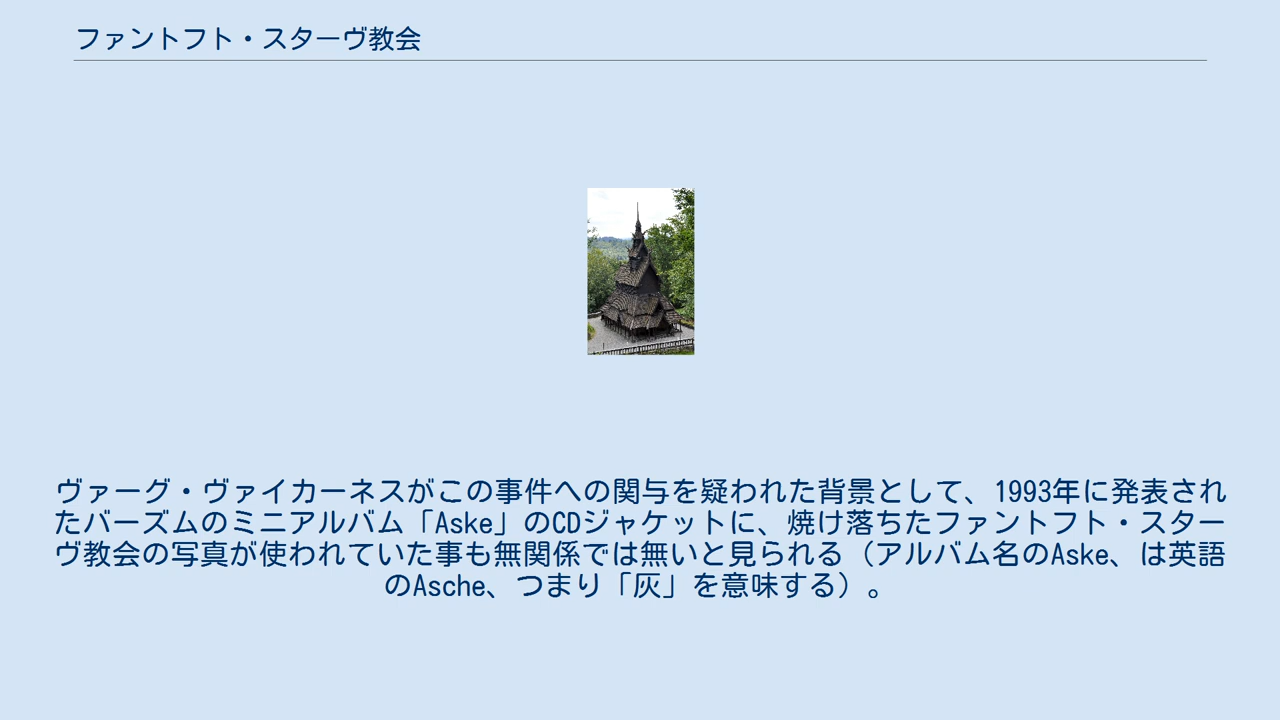 ファントフト・スターヴ教会
ヴァーグ・ヴァイカーネスがこの事件への関与を疑われた背景として、1993年に発表され
たバーズムのミニアルバム「Aske」のCDジャケットに、焼け落ちたファントフト・スター
ヴ教会の写真が使われていた事も無関係では無いと見られる（アルバム名のAske、は英語
のAsche、つまり「灰」を意味する）。